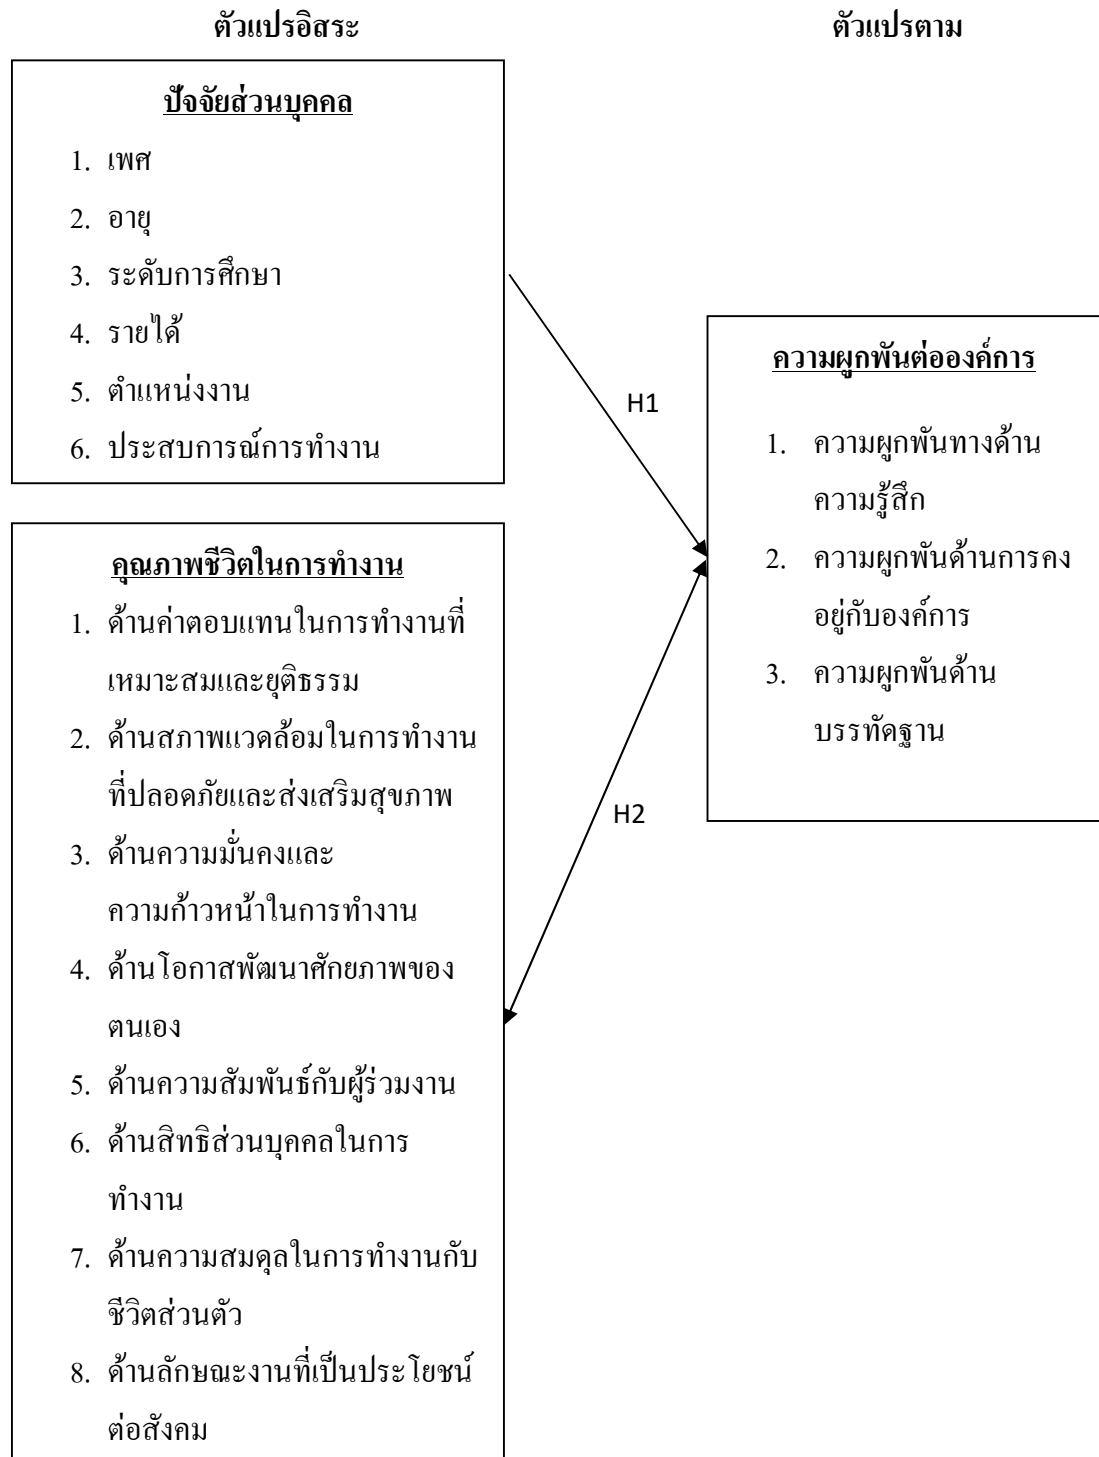 ตัวแปรอิสระ
ตัวแปรตาม
ปัจจัยส่วนบุคคล
1. เพศ
2. อายุ
3. ระดับการศึกษา
4. รายได้
5. ตำแหน่งงาน
6. ประสบการณ์การทำงาน
คุณภาพชีวิตในการทำงาน
1. ด้านค่าตอบแทนในการทำงานที่
เหมาะสมและยุติธรรม
2. ด้านสภาพแวดล้อมในการทำงาน
ที่ปลอดภัยและส่งเสริมสุขภาพ
3. ด้านความมั่นคงและ
ความก้าวหน้าในการทำงาน
4. ด้านโอกาสพัฒนาศักยภาพของ
ตนเอง
5. ด้านความสัมพันธ์กับผู้ร่วมงาน
6. ด้านสิทธิส่วนบุคคลในการ
ทำงาน
7. ด้านความสมดุลในการทำงานกับ
ชีวิตส่วนตัว
8. ด้านลักษณะงานที่เป็นประโยชน์
ต่อสังคม
H1
H2
ความผูกพันต่อองค์การ
1. ความผูกพันทางด้าน
ความรู้สึก
2. ความผูกพันด้านการคง
อยู่กับองค์การ
3. ความผูกพันด้าน
บรรทัดฐาน